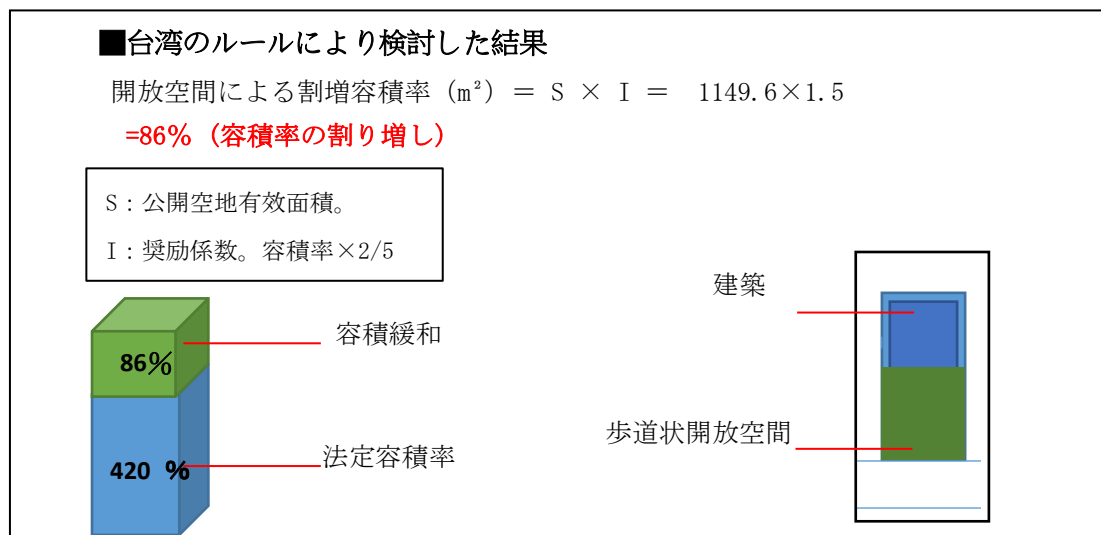 ■台湾のルールにより検討した結果
開放空間による割増容積率（m²）＝ S × I ＝ 1149.6×1.5
=86％（容積率の割り増し）
S：公開空地有效面積。
I：奨励係数。容積率×2/5
建築
容積緩和
86％
歩道状開放空間
法定容積率
420 ％